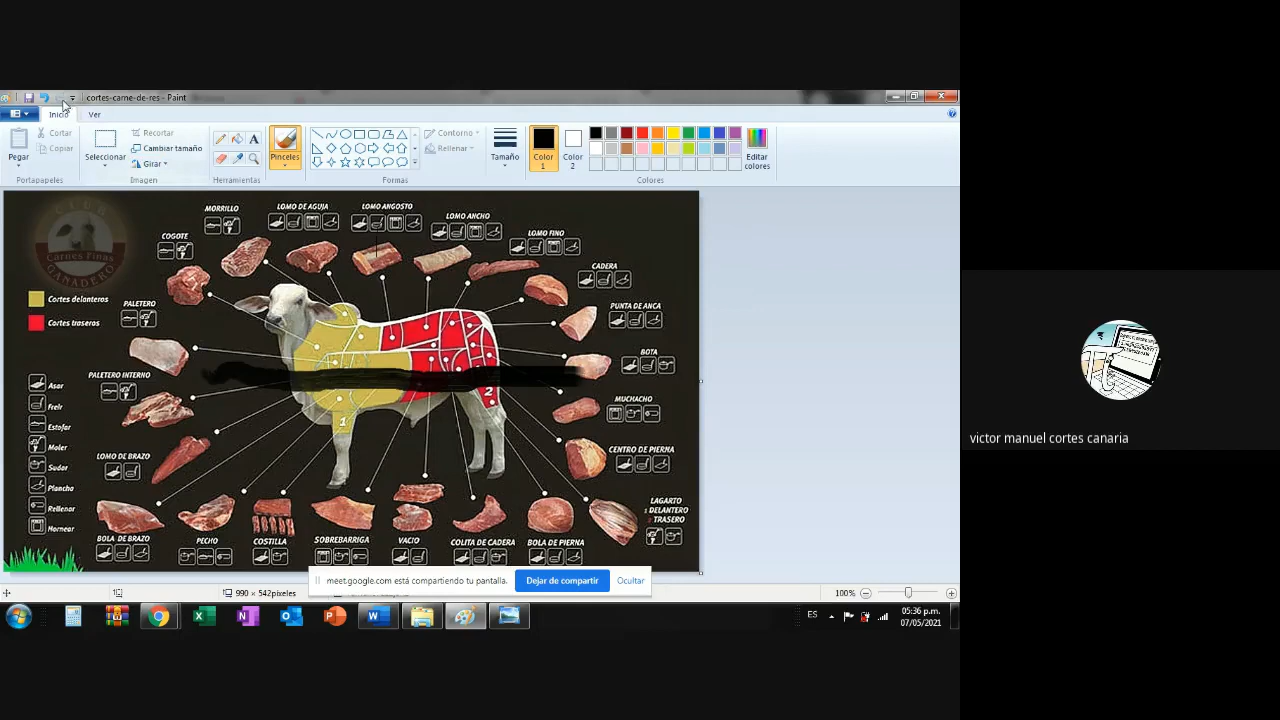 cortes-carne-de-res - Paint
Inicio
Ver
Pegar
Cortar
Copiar
Portapapeles
Seleccionar
Recortar
Cambiar tamaño
Girar
Imagen
A
Herramientas
Pinceles
Formas
Contorno
Rellenar
Tamaño
Color
1
Color
2
Editar
colores
Colores
CLUB
Carnes Finas
GANADERO
Cortes delanteros
Cortes traseros
COGOTE
MORRILLO
LOMO DE AGUJA
LOMO ANGOSTO
LOMO ANCHO
LOMO FINO
CADERA
PUNTA DE ANCA
BOTA
MUCHACHO
CENTRO DE PIERNA
LAGARTO
1 DELANTERO
2 TRASERO
PALETERO
PALETERO INTERNO
LOMO DE BRAZO
BOLA DE BRAZO
PECHO
COSTILLA
SOBREBARRIGA
VACIO
COLITA DE CADERA
BOLA DE PIERNA
1
2
Asar
Freir
Estofar
Moler
Sudar
Plancha
Rellenar
Hornear
meet.google.com está compartiendo tu pantalla.
Dejar de compartir
Ocultar
990 × 542píxeles
100%
ES
05:36 p.m.
07/05/2021
victor manuel cortes canaria